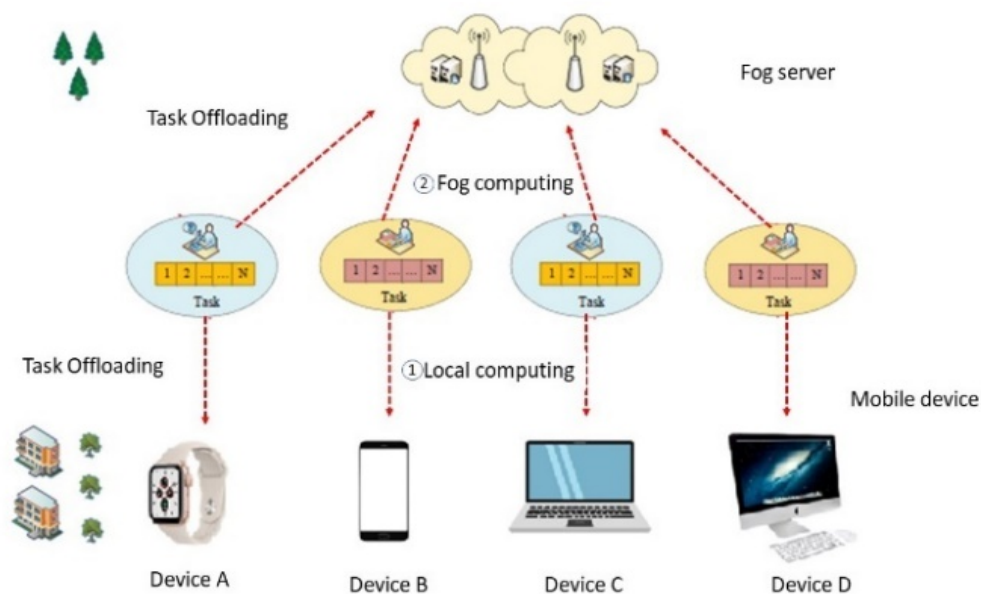 Fog server
Task Offloading
② Fog computing
1 2 ... ... N
Task
1 2 ... ... N
Task
1 2 ... ... N
Task
1 2 ... ... N
Task
Task Offloading
① Local computing
Mobile device
Device A
Device B
Device C
Device D